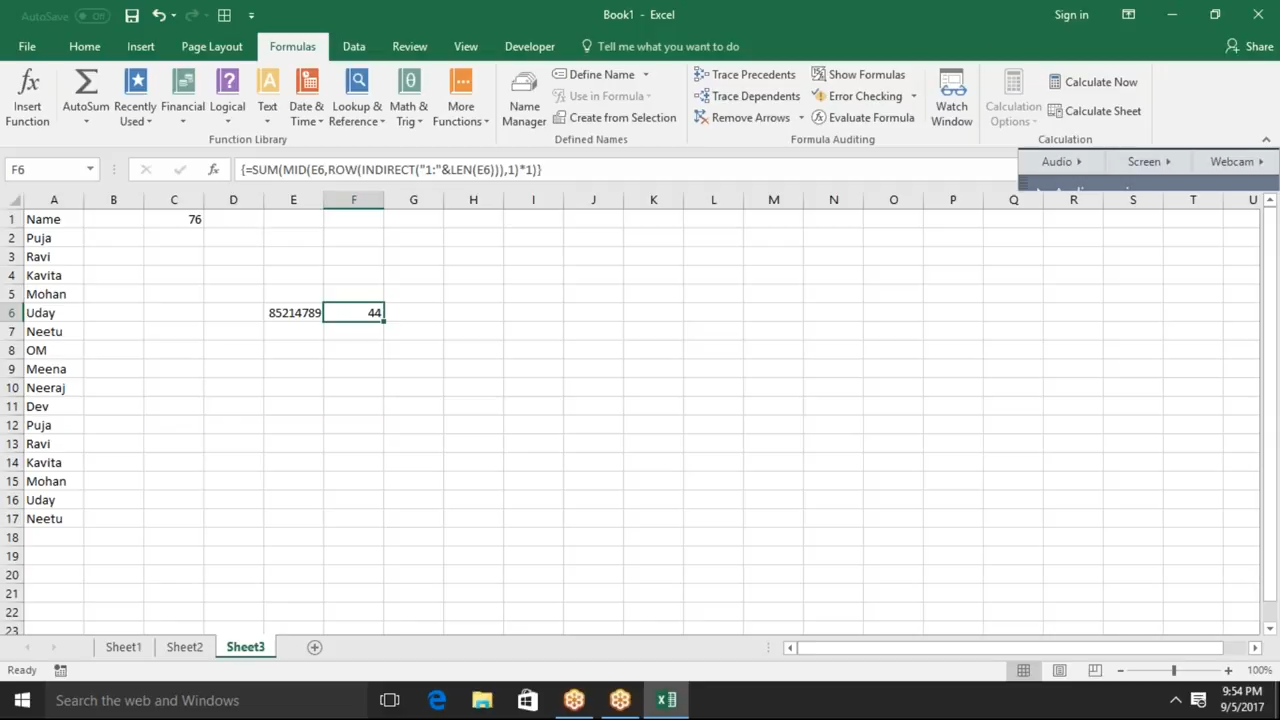 AutoSave Off
Book1 - Excel
Sign in
File Home Insert Page Layout Formulas Data Review View Developer Tell me what you want to do Share
Insert Function
AutoSum
Recently Used
Financial
Logical
Text
Date & Time
Lookup & Reference
Math & Trig
More Functions
Function Library
Name Manager
Define Name
Use in Formula
Create from Selection
Defined Names
Trace Precedents
Trace Dependents
Remove Arrows
Show Formulas
Error Checking
Evaluate Formula
Formula Auditing
Watch Window
Calculation Options
Calculate Now
Calculate Sheet
Calculation
F6 fx {=SUM(MID(E6,ROW(INDIRECT("1:"&LEN(E6))),1)*1)}
Audio Screen Webcam
A B C D E F G H I J K L M N O P Q R S T U
1 Name 76
2 Puja
3 Ravi
4 Kavita
5 Mohan
6 Uday 85214789 44
7 Neetu
8 OM
9 Meena
10 Neeraj
11 Dev
12 Puja
13 Ravi
14 Kavita
15 Mohan
16 Uday
17 Neetu
18
19
20
21
22
23
Sheet1 Sheet2 Sheet3
Ready 100%
Search the web and Windows
9:54 PM
9/5/2017